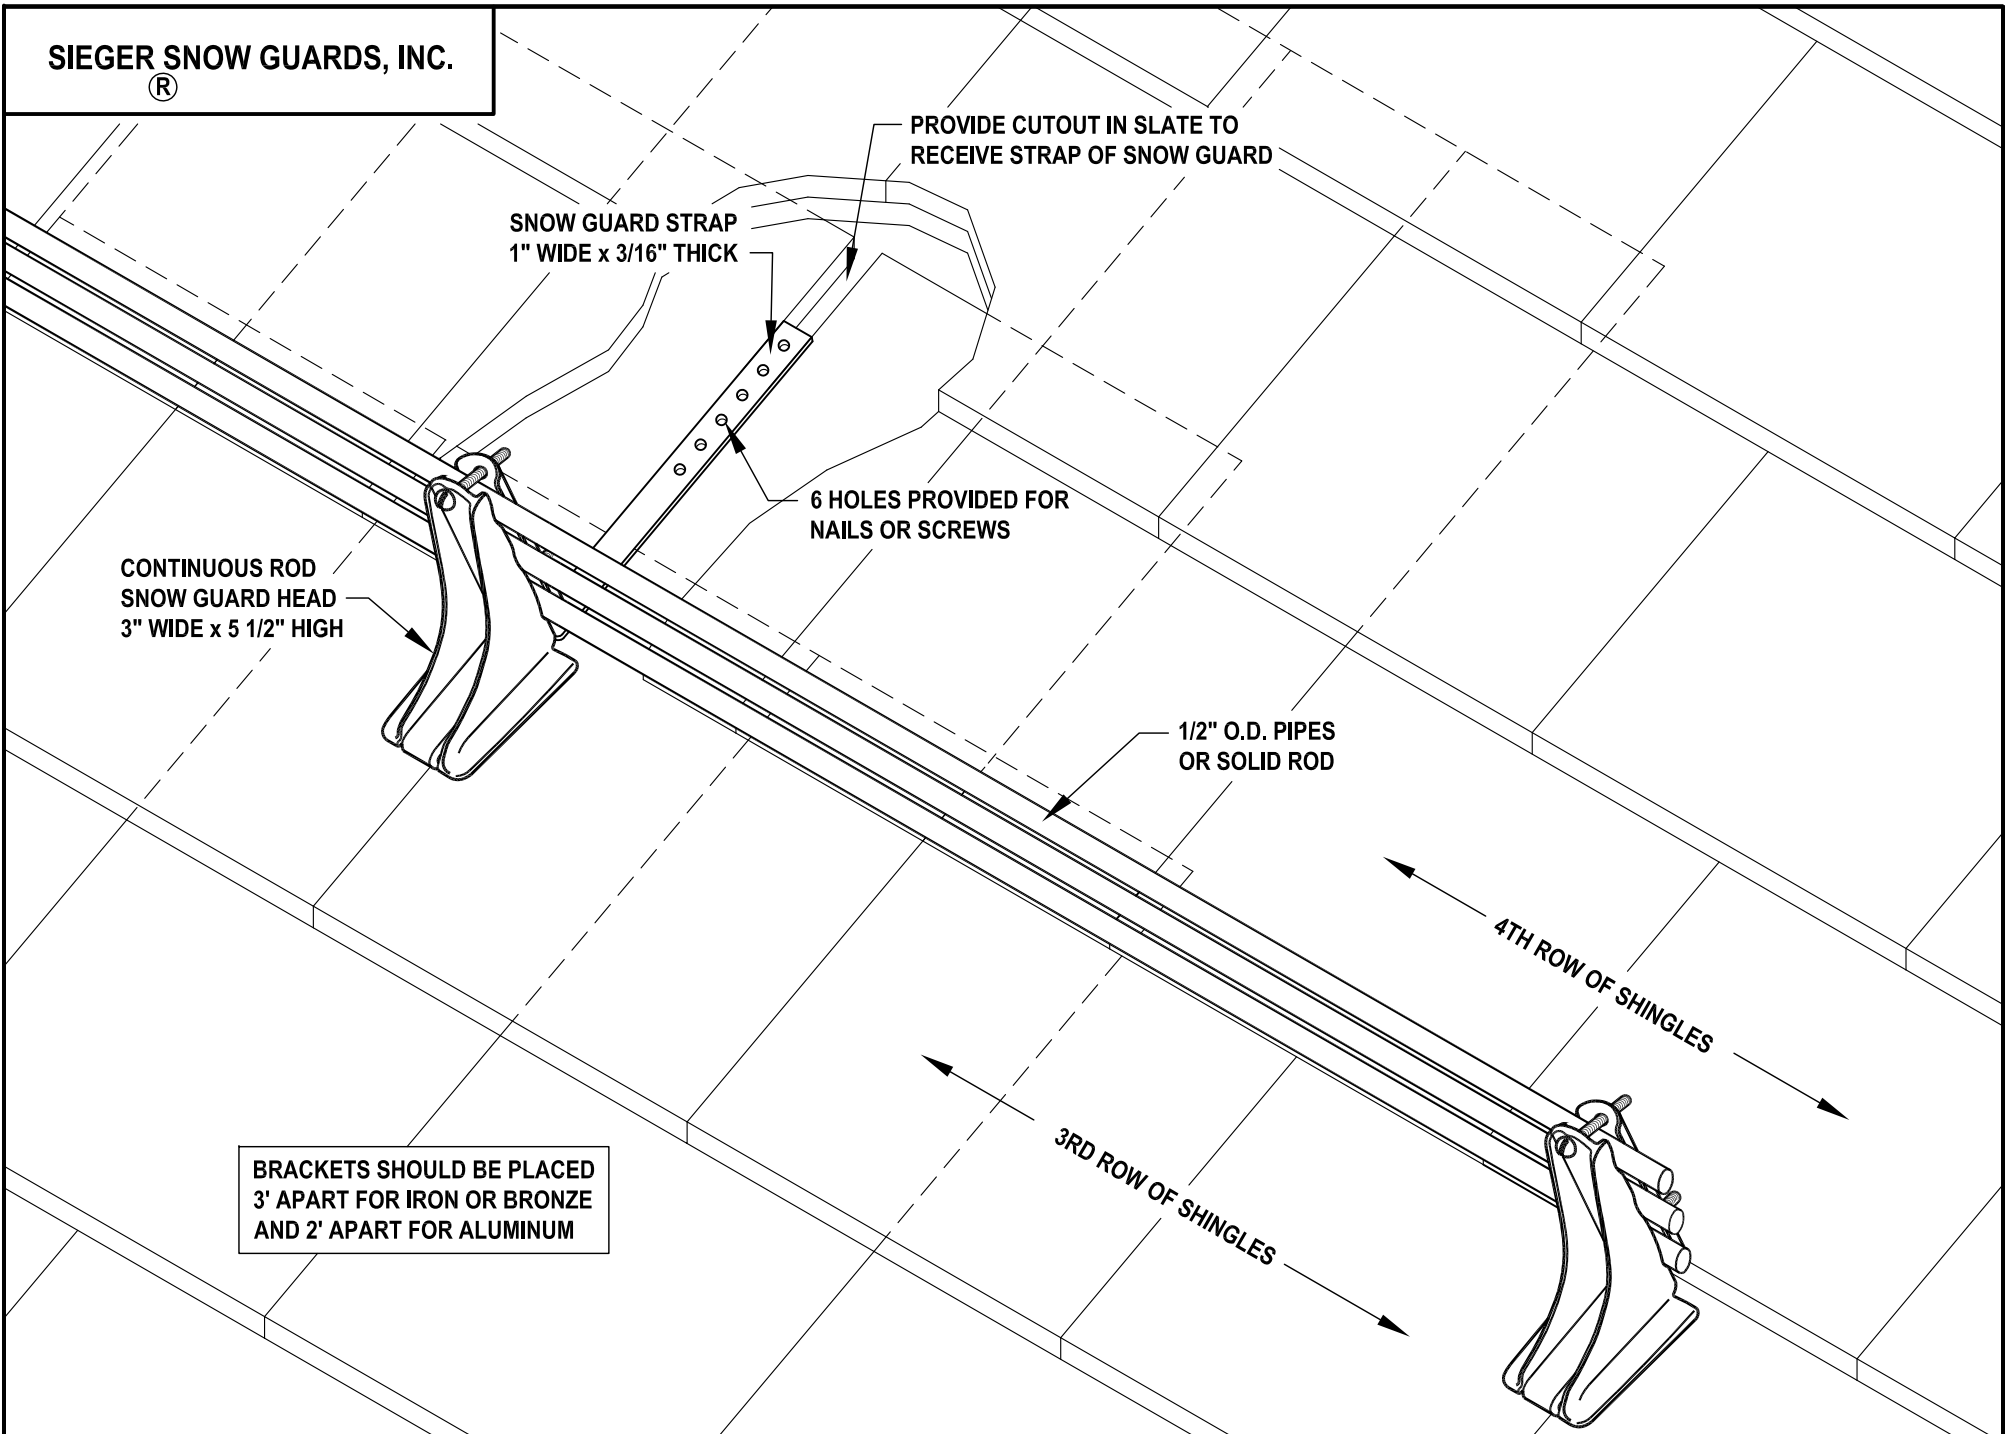 SIEGER SNOW GUARDS, INC.
®
PROVIDE CUTOUT IN SLATE TO
RECEIVE STRAP OF SNOW GUARD
SNOW GUARD STRAP
1" WIDE x 3/16" THICK
6 HOLES PROVIDED FOR
NAILS OR SCREWS
CONTINUOUS ROD
SNOW GUARD HEAD
3" WIDE x 5 1/2" HIGH
1/2" O.D. PIPES
OR SOLID ROD
4TH ROW OF SHINGLES
3RD ROW OF SHINGLES
BRACKETS SHOULD BE PLACED
3' APART FOR IRON OR BRONZE
AND 2' APART FOR ALUMINUM